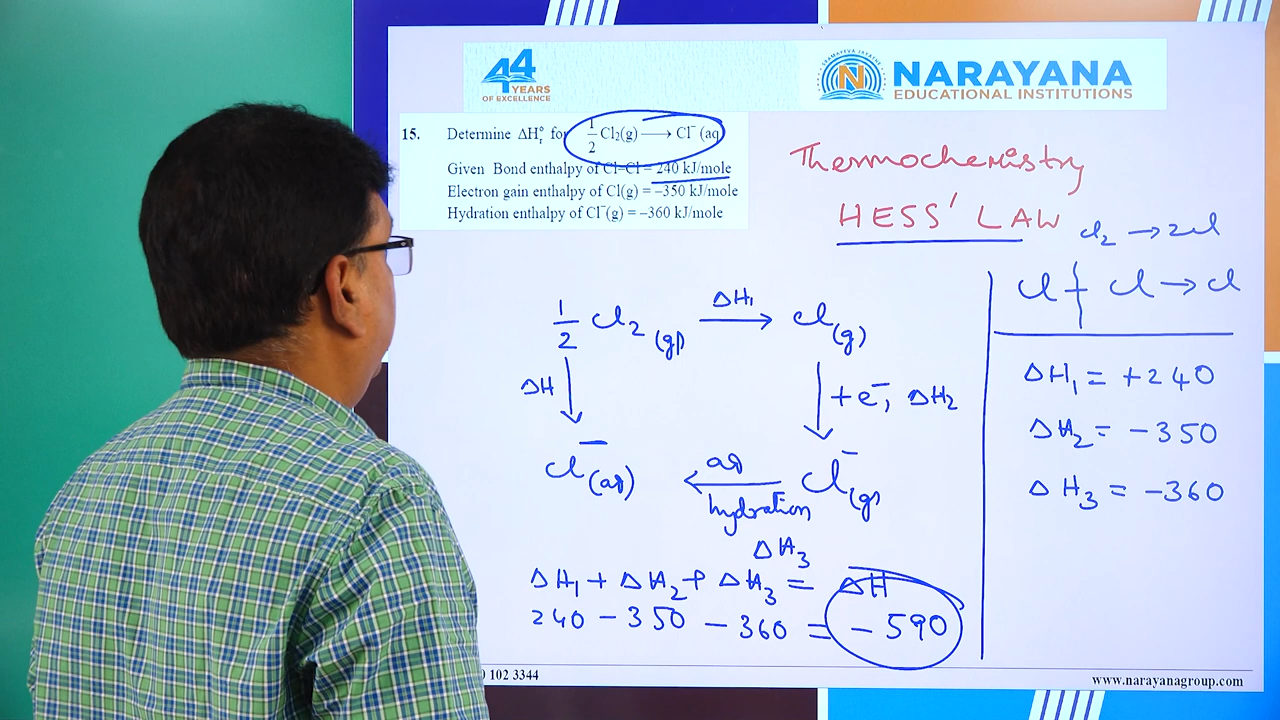 44
YEARS
OF EXCELLENCE
SAMAYEVA JAYATHE
N
NARAYANA
EDUCATIONAL INSTITUTIONS
15. Determine ΔH°r for 1/2 Cl2(g) ⟶ Cl⁻ (aq
Given Bond enthalpy of Cl–Cl = 240 kJ/mole
Electron gain enthalpy of Cl(g) = –350 kJ/mole
Hydration enthalpy of Cl⁻(g) = –360 kJ/mole
Thermochemistry
HESS' LAW
Cl2 → 2Cl
Cl + Cl → Cl
1/2 Cl2 (g) ΔH1 → Cl(g)
ΔH ↓ ↓ +e⁻, ΔH2
Cl⁻(aq) ← aq Cl⁻(g)
hydration
ΔH3
ΔH1 + ΔH2 + ΔH3 = ΔH
240 – 350 – 360 = – 590
ΔH1 = +240
ΔH2 = –350
ΔH3 = –360
0 102 3344
www.narayanagroup.com